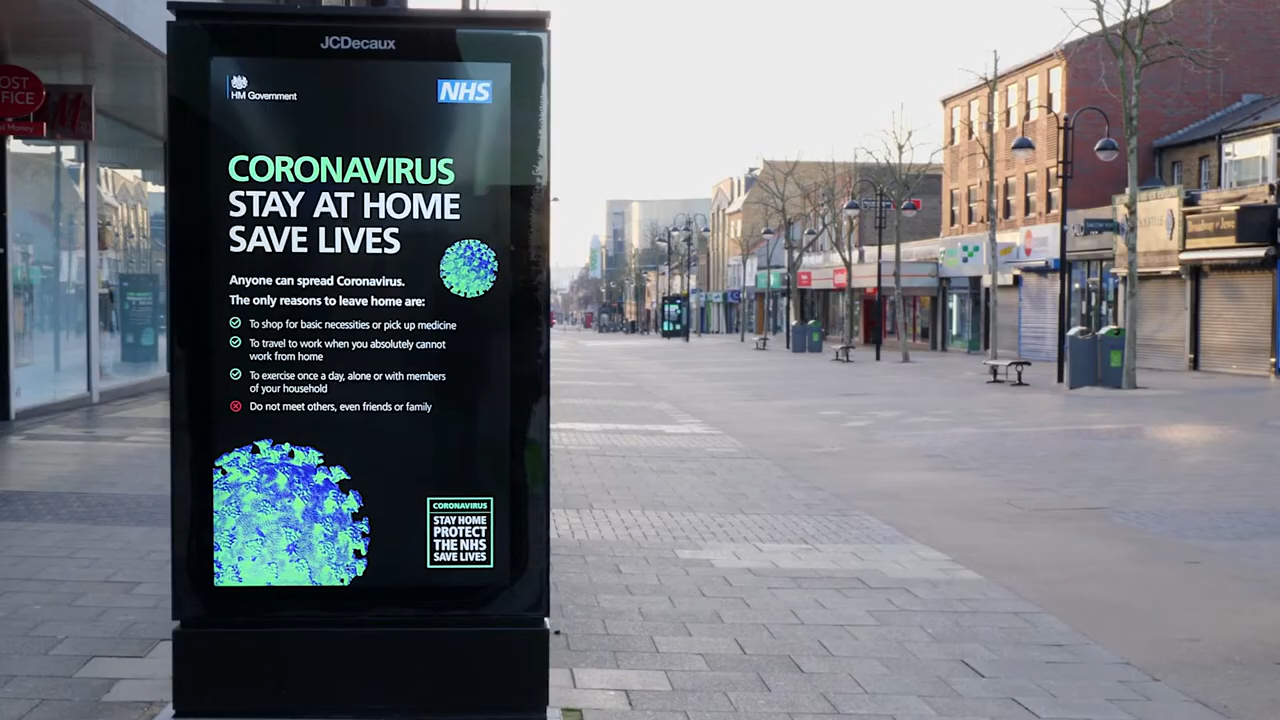 JCDecaux
HM Government
NHS
CORONAVIRUS
STAY AT HOME
SAVE LIVES
Anyone can spread Coronavirus.
The only reasons to leave home are:
To shop for basic necessities or pick up medicine
To travel to work when you absolutely cannot
work from home
To exercise once a day, alone or with members
of your household
Do not meet others, even friends or family
CORONAVIRUS
STAY HOME
PROTECT
THE NHS
SAVE LIVES
OST
FICE